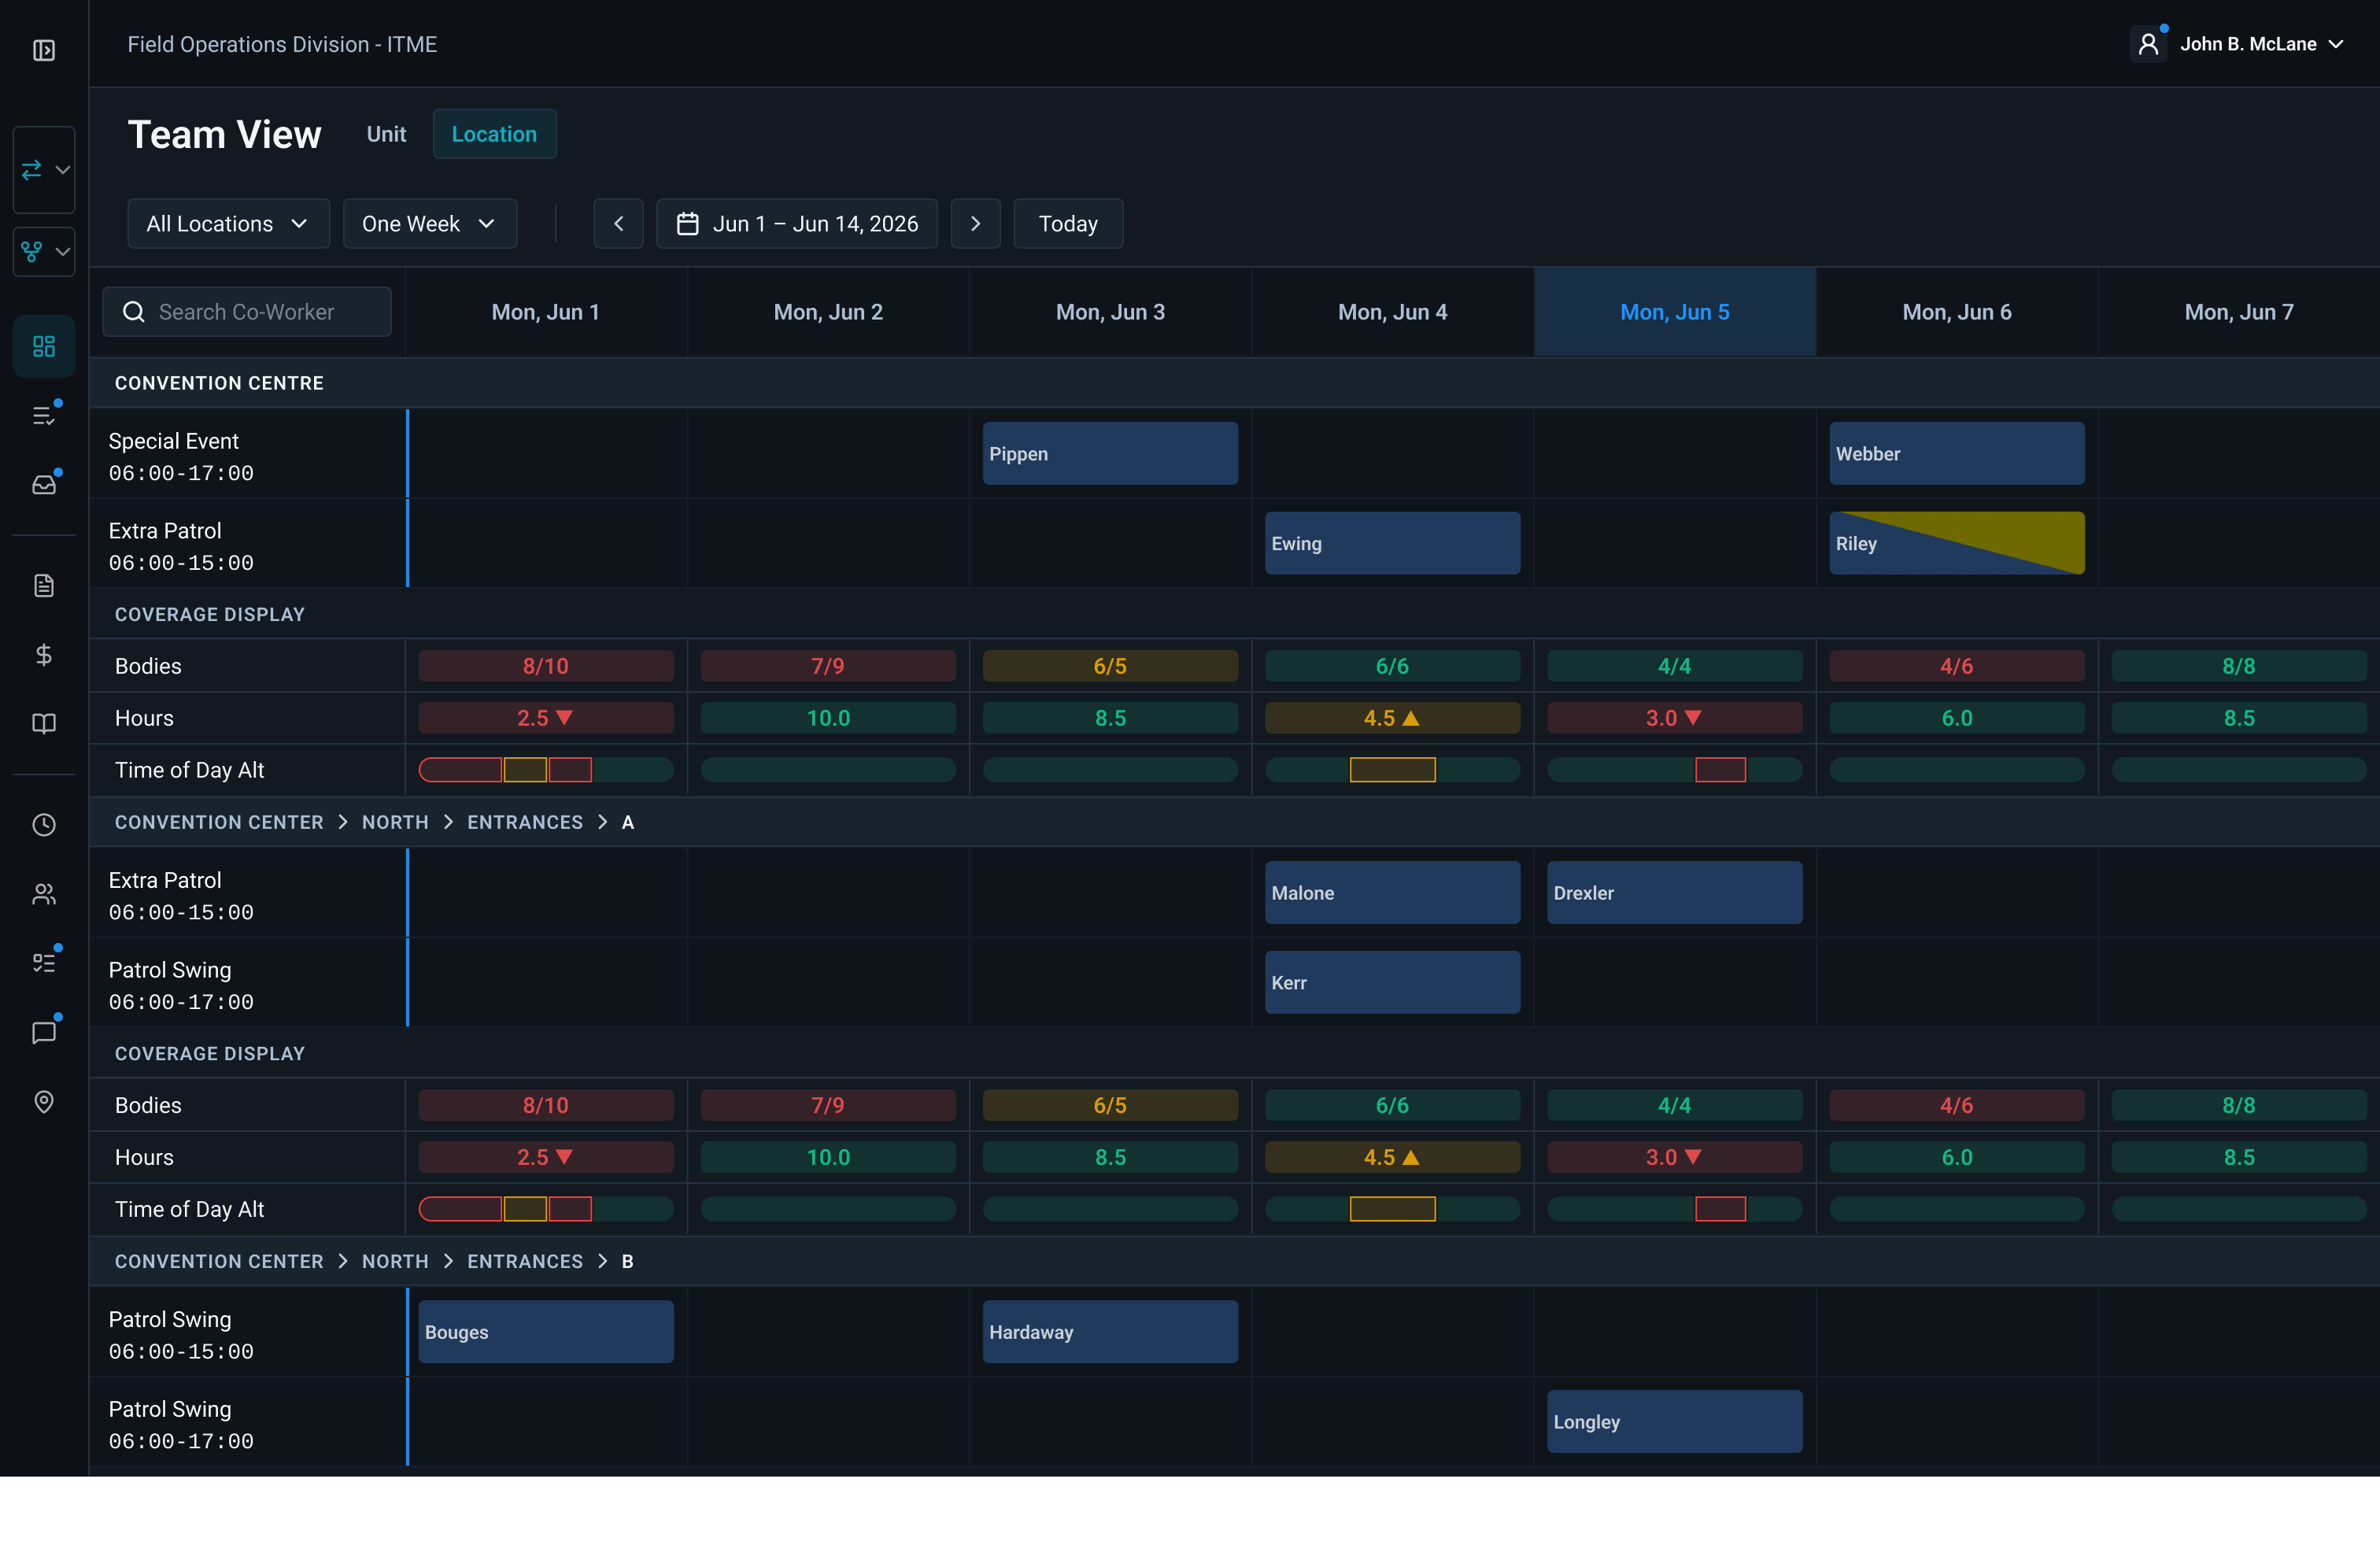 Field Operations Division - ITME
John B. McLane
Team View
Unit
Location
All Locations
One Week
Jun 1 – Jun 14, 2026
Today
Search Co-Worker
Mon, Jun 1
Mon, Jun 2
Mon, Jun 3
Mon, Jun 4
Mon, Jun 5
Mon, Jun 6
Mon, Jun 7
CONVENTION CENTRE
Special Event
06:00-17:00
Pippen
Webber
Extra Patrol
06:00-15:00
Ewing
Riley
COVERAGE DISPLAY
Bodies
8/10
7/9
6/5
6/6
4/4
4/6
8/8
Hours
2.5 ▼
10.0
8.5
4.5 ▲
3.0 ▼
6.0
8.5
Time of Day Alt
CONVENTION CENTER > NORTH > ENTRANCES > A
Extra Patrol
06:00-15:00
Malone
Drexler
Patrol Swing
06:00-17:00
Kerr
COVERAGE DISPLAY
Bodies
8/10
7/9
6/5
6/6
4/4
4/6
8/8
Hours
2.5 ▼
10.0
8.5
4.5 ▲
3.0 ▼
6.0
8.5
Time of Day Alt
CONVENTION CENTER > NORTH > ENTRANCES > B
Patrol Swing
06:00-15:00
Bouges
Hardaway
Patrol Swing
06:00-17:00
Longley